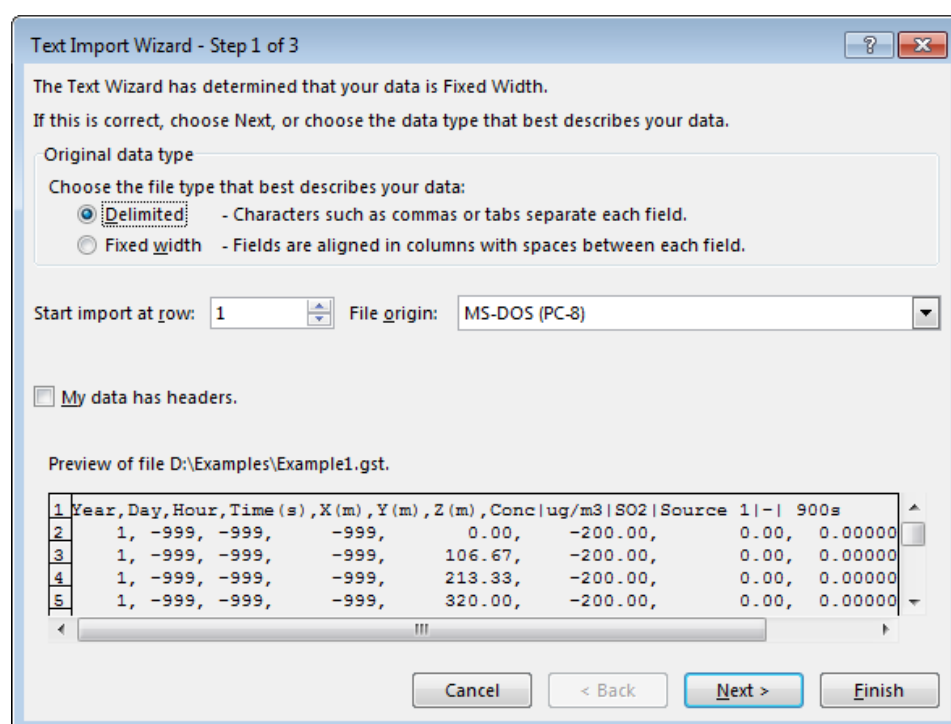 Text Import Wizard - Step 1 of 3
The Text Wizard has determined that your data is Fixed Width.
If this is correct, choose Next, or choose the data type that best describes your data.
Original data type
Choose the file type that best describes your data:
Delimited - Characters such as commas or tabs separate each field.
Fixed width - Fields are aligned in columns with spaces between each field.
Start import at row: 1 File origin: MS-DOS (PC-8)
My data has headers.
Preview of file D:\Examples\Example1.gst.
1 Year,Day,Hour,Time(s),X(m),Y(m),Z(m),Conc|ug/m3|SO2|Source 1|-| 900s
2 1, -999, -999, -999, 0.00, -200.00, 0.00, 0.00000
3 1, -999, -999, -999, 106.67, -200.00, 0.00, 0.00000
4 1, -999, -999, -999, 213.33, -200.00, 0.00, 0.00000
5 1, -999, -999, -999, 320.00, -200.00, 0.00, 0.00000
Cancel < Back Next > Finish